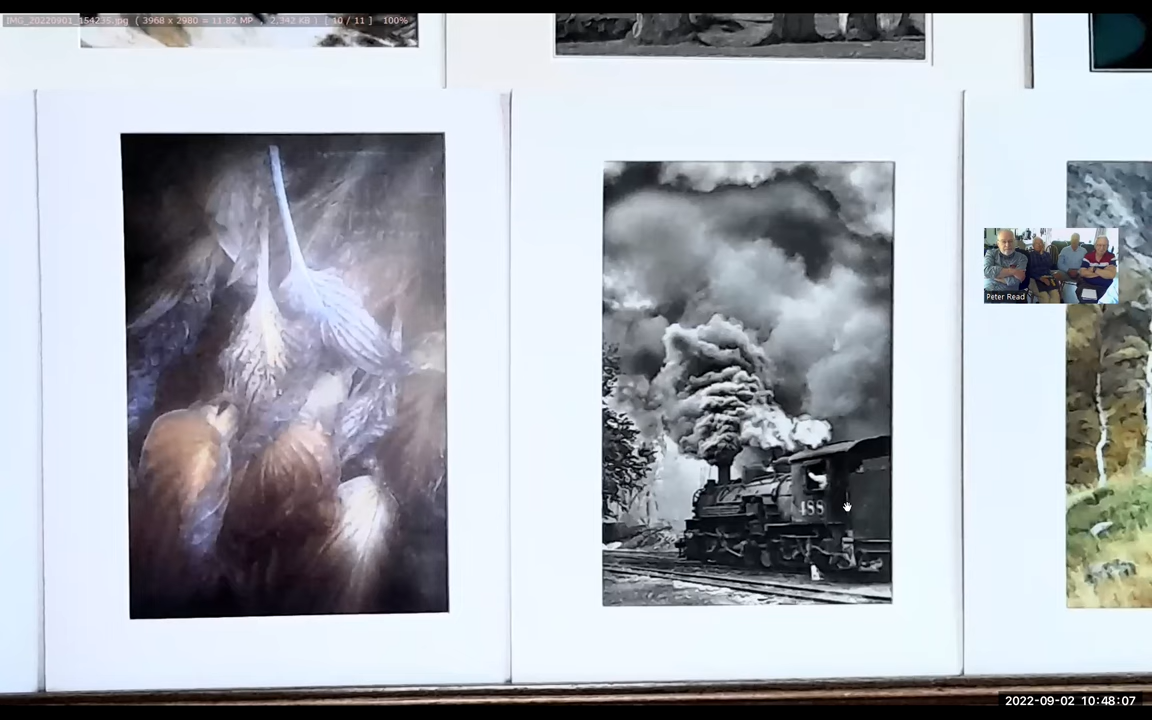 IMG_20220901_154235.jpg ( 3968 x 2980 = 11.82 MP , 2,342 KB ) [ 10 / 11 ] 100%
488
Peter Read
2022-09-02 10:48:07